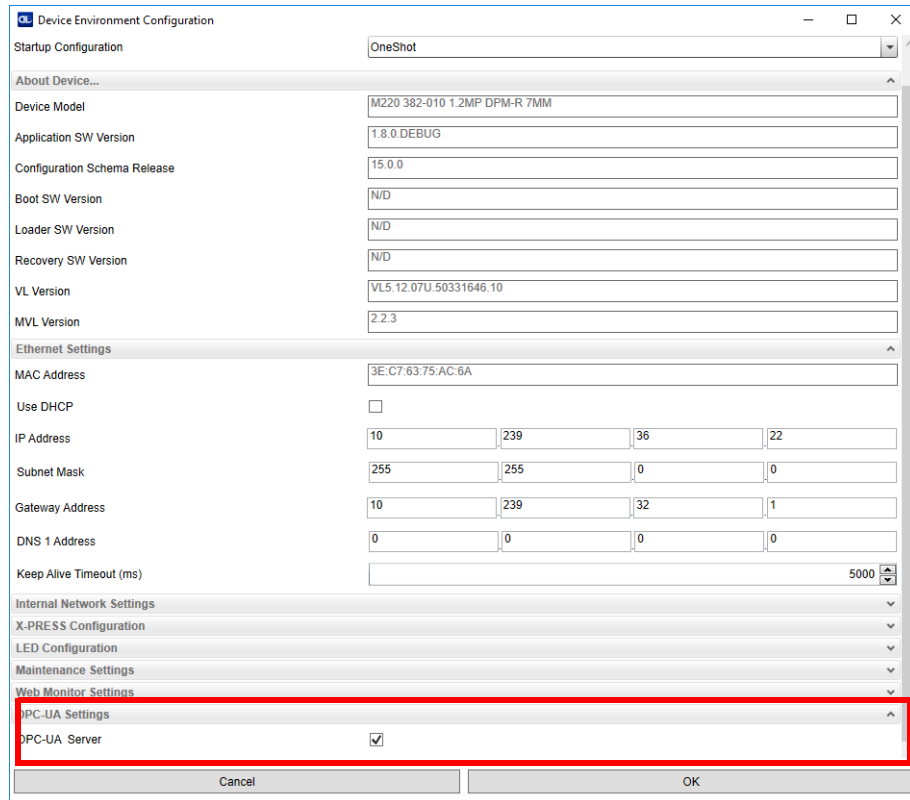 DL Device Environment Configuration
Startup Configuration OneShot
About Device...
Device Model M220 382-010 1.2MP DPM-R 7MM
Application SW Version 1.8.0.DEBUG
Configuration Schema Release 15.0.0
Boot SW Version N/D
Loader SW Version N/D
Recovery SW Version N/D
VL Version VL5.12.07U.50331646.10
MVL Version 2.2.3
Ethernet Settings
MAC Address 3E:C7:63:75:AC:6A
Use DHCP
IP Address 10 . 239 . 36 . 22
Subnet Mask 255 . 255 . 0 . 0
Gateway Address 10 . 239 . 32 . 1
DNS 1 Address 0 . 0 . 0 . 0
Keep Alive Timeout (ms) 5000
Internal Network Settings
X-PRESS Configuration
LED Configuration
Maintenance Settings
Web Monitor Settings
OPC-UA Settings
OPC-UA Server
Cancel OK